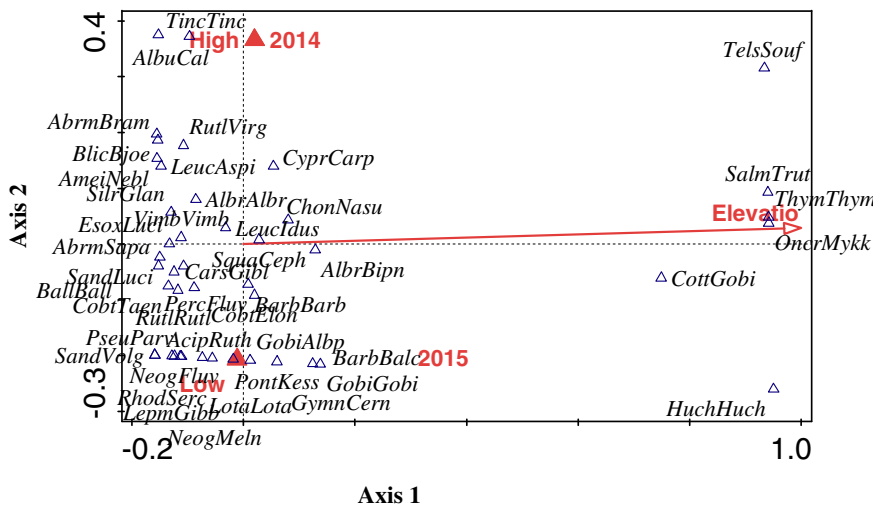 0.4
TincTinc
High 2014
TelsSouf
AlbuCal
AbrmBram
RutlVirg
BlicBjoe
LeucAspi
CyprCarp
AmeiNebl
SalmTrut
SilrGlan
AlbrAlbr
ChonNasu
ThymThym
Elevatio
EsoxLuci
VimbVimb
LeucIdus
OncrMykk
AbrmSapa
SquaCeph
AlbrBipn
SandLuci
CarsGibl
CottGobi
BallBall
CobtTaen
PercFluv
BarbBarb
RutlRutl
CobtElon
PseuParv
AcipRuth
GobiAlbp
SandVolg
BarbBalc
2015
NeogFluv
Low
PontKess
GobiGobi
RhodSerc
LepmGibb
LotaLota
GymnCern
HuchHuch
NeogMeln
-0.3
Axis 2
-0.2
1.0
Axis 1